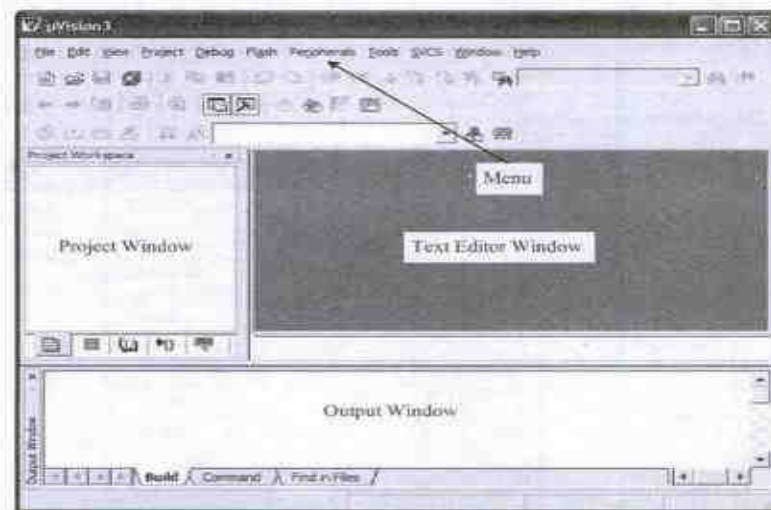 µVision3
File Edit View Project Debug Flash Peripherals Tools SVCS Window Help
Project Workspace
Menu
Project Window
Text Editor Window
Output Window
Output Window
Build Command Find in Files